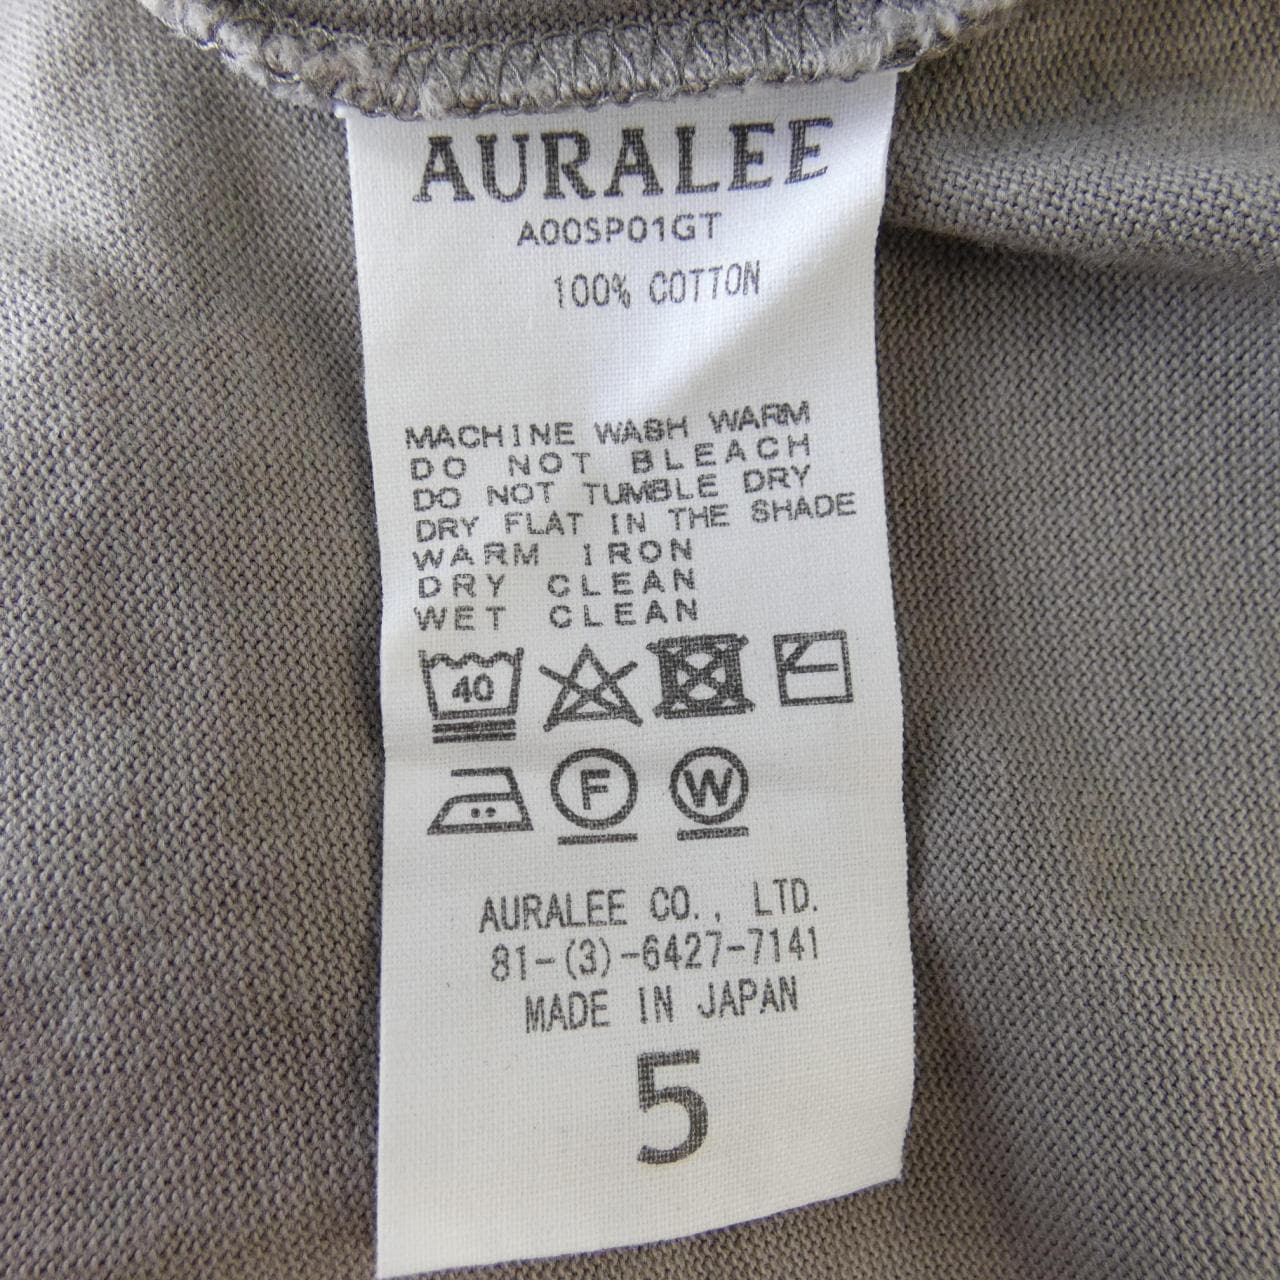 AURALEE
A00SP01GT
100% COTTON
MACHINE WASH WARM
DO NOT BLEACH
DO NOT TUMBLE DRY
DRY FLAT IN THE SHADE
WARM IRON
DRY CLEAN
WET CLEAN
40
F W
AURALEE CO., LTD.
81-(3)-6427-7141
MADE IN JAPAN
5